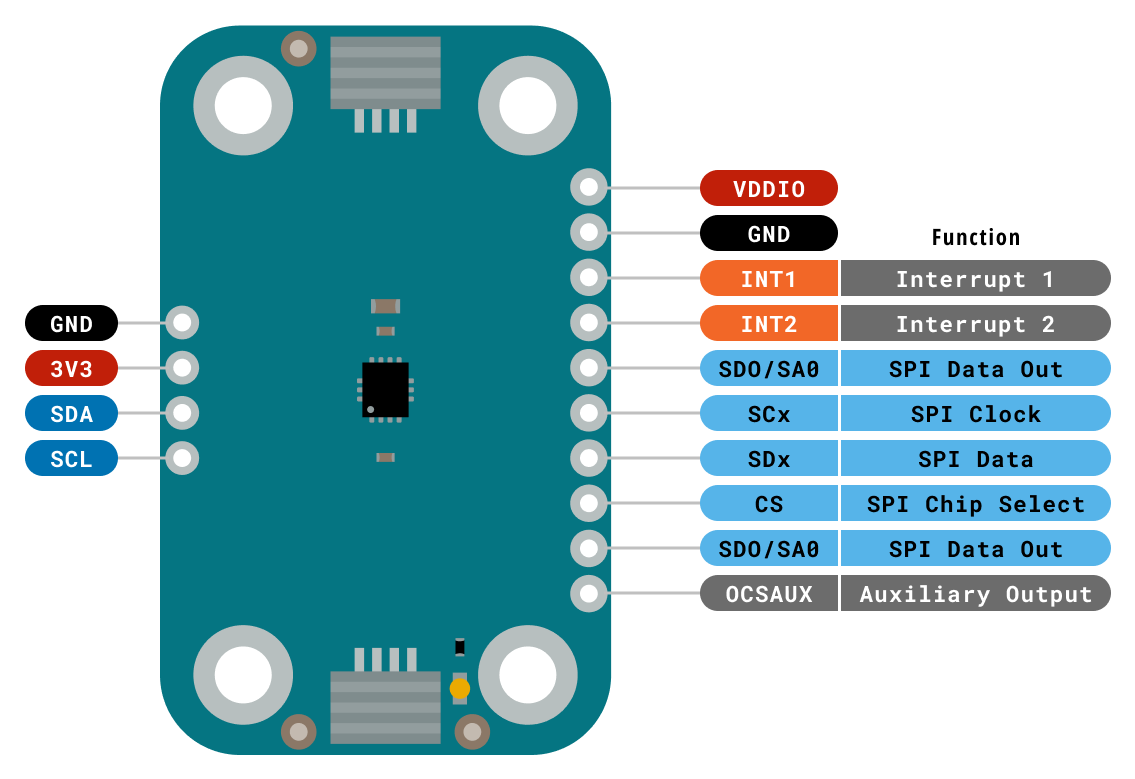 VDDIO
GND
Function
INT1 Interrupt 1
INT2 Interrupt 2
SDO/SA0 SPI Data Out
SCx SPI Clock
SDx SPI Data
CS SPI Chip Select
SDO/SA0 SPI Data Out
OCSAUX Auxiliary Output
GND
3V3
SDA
SCL